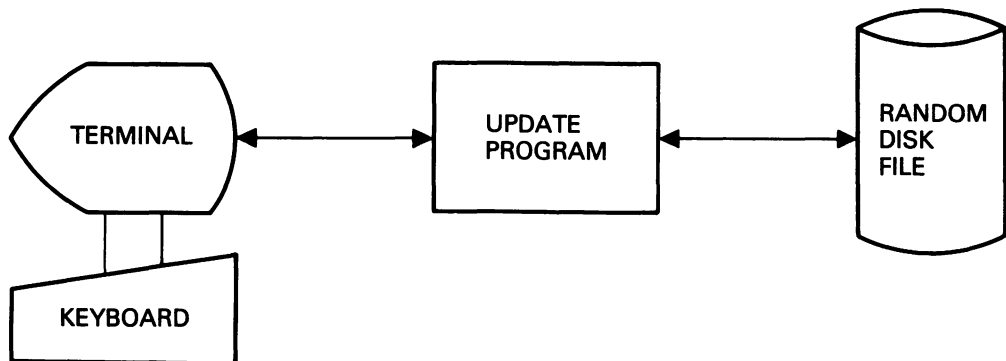 TERMINAL
UPDATE
PROGRAM
RANDOM
DISK
FILE
KEYBOARD